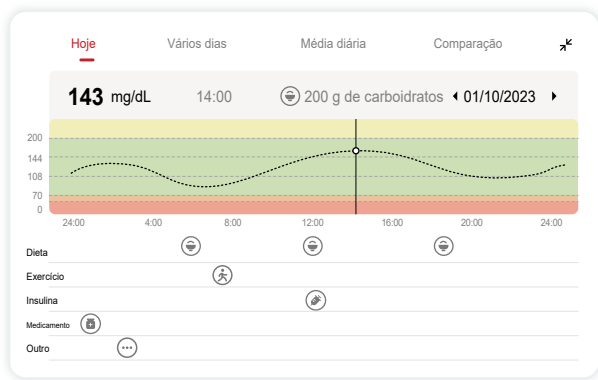 Hoje Vários dias Média diária Comparação
143 mg/dL 14:00 200 g de carboidratos 01/10/2023
200
144
108
70
0
24:00 4:00 8:00 12:00 16:00 20:00 24:00
Dieta
Exercício
Insulina
Medicamento
Outro